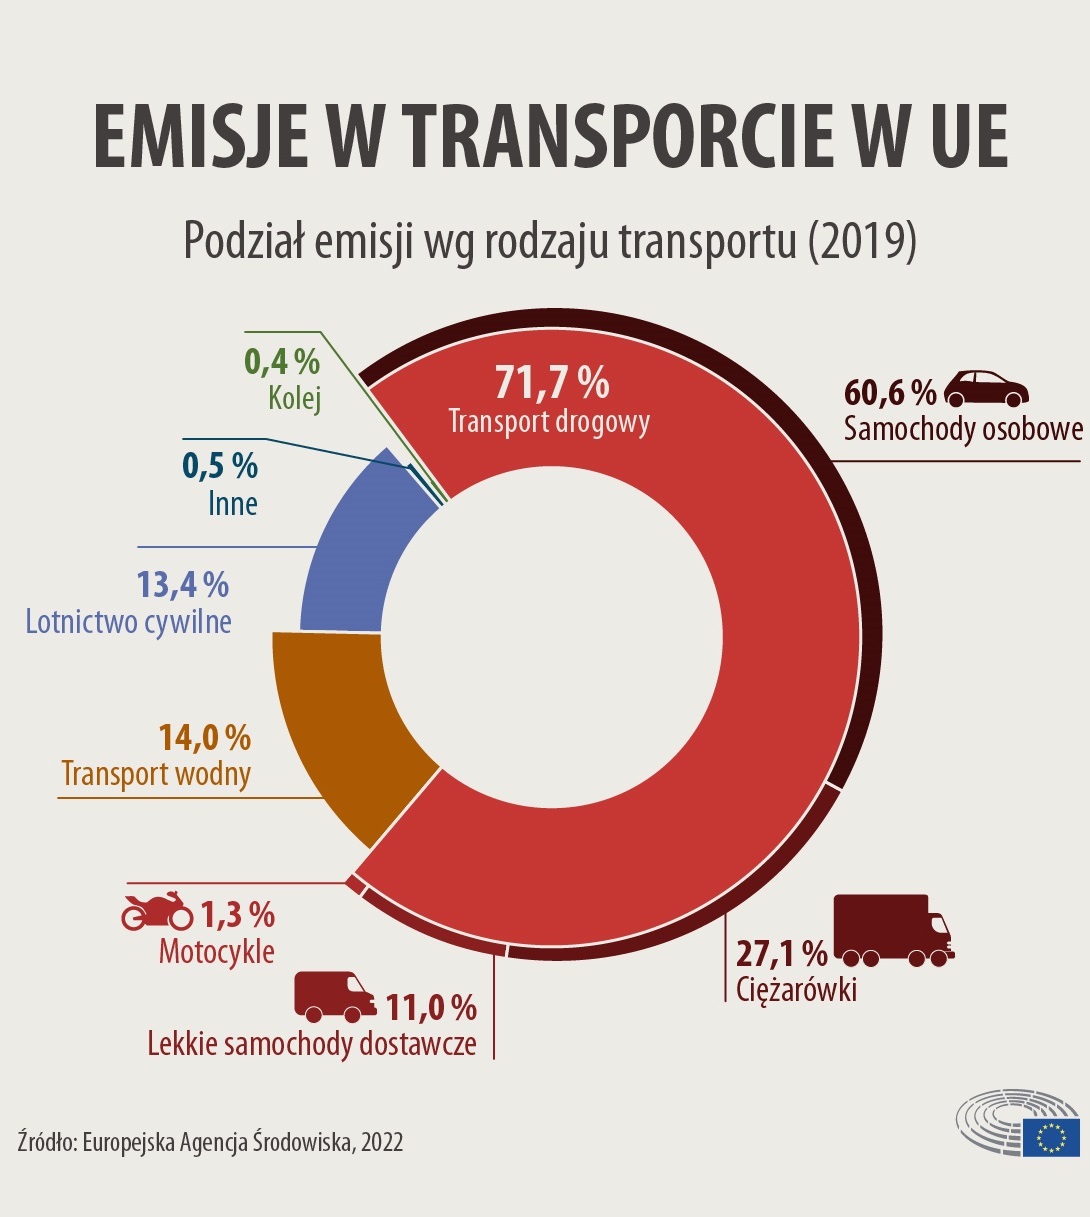 EMISJE W TRANSPORCIE W UE
Podział emisji wg rodzaju transportu (2019)
0,4 %
Kolej
71,7 %
Transport drogowy
60,6 %
Samochody osobowe
0,5 %
Inne
13,4 %
Lotnictwo cywilne
14,0 %
Transport wodny
1,3 %
Motocykle
27,1 %
Ciężarówki
11,0 %
Lekkie samochody dostawcze
Źródło: Europejska Agencja Środowiska, 2022